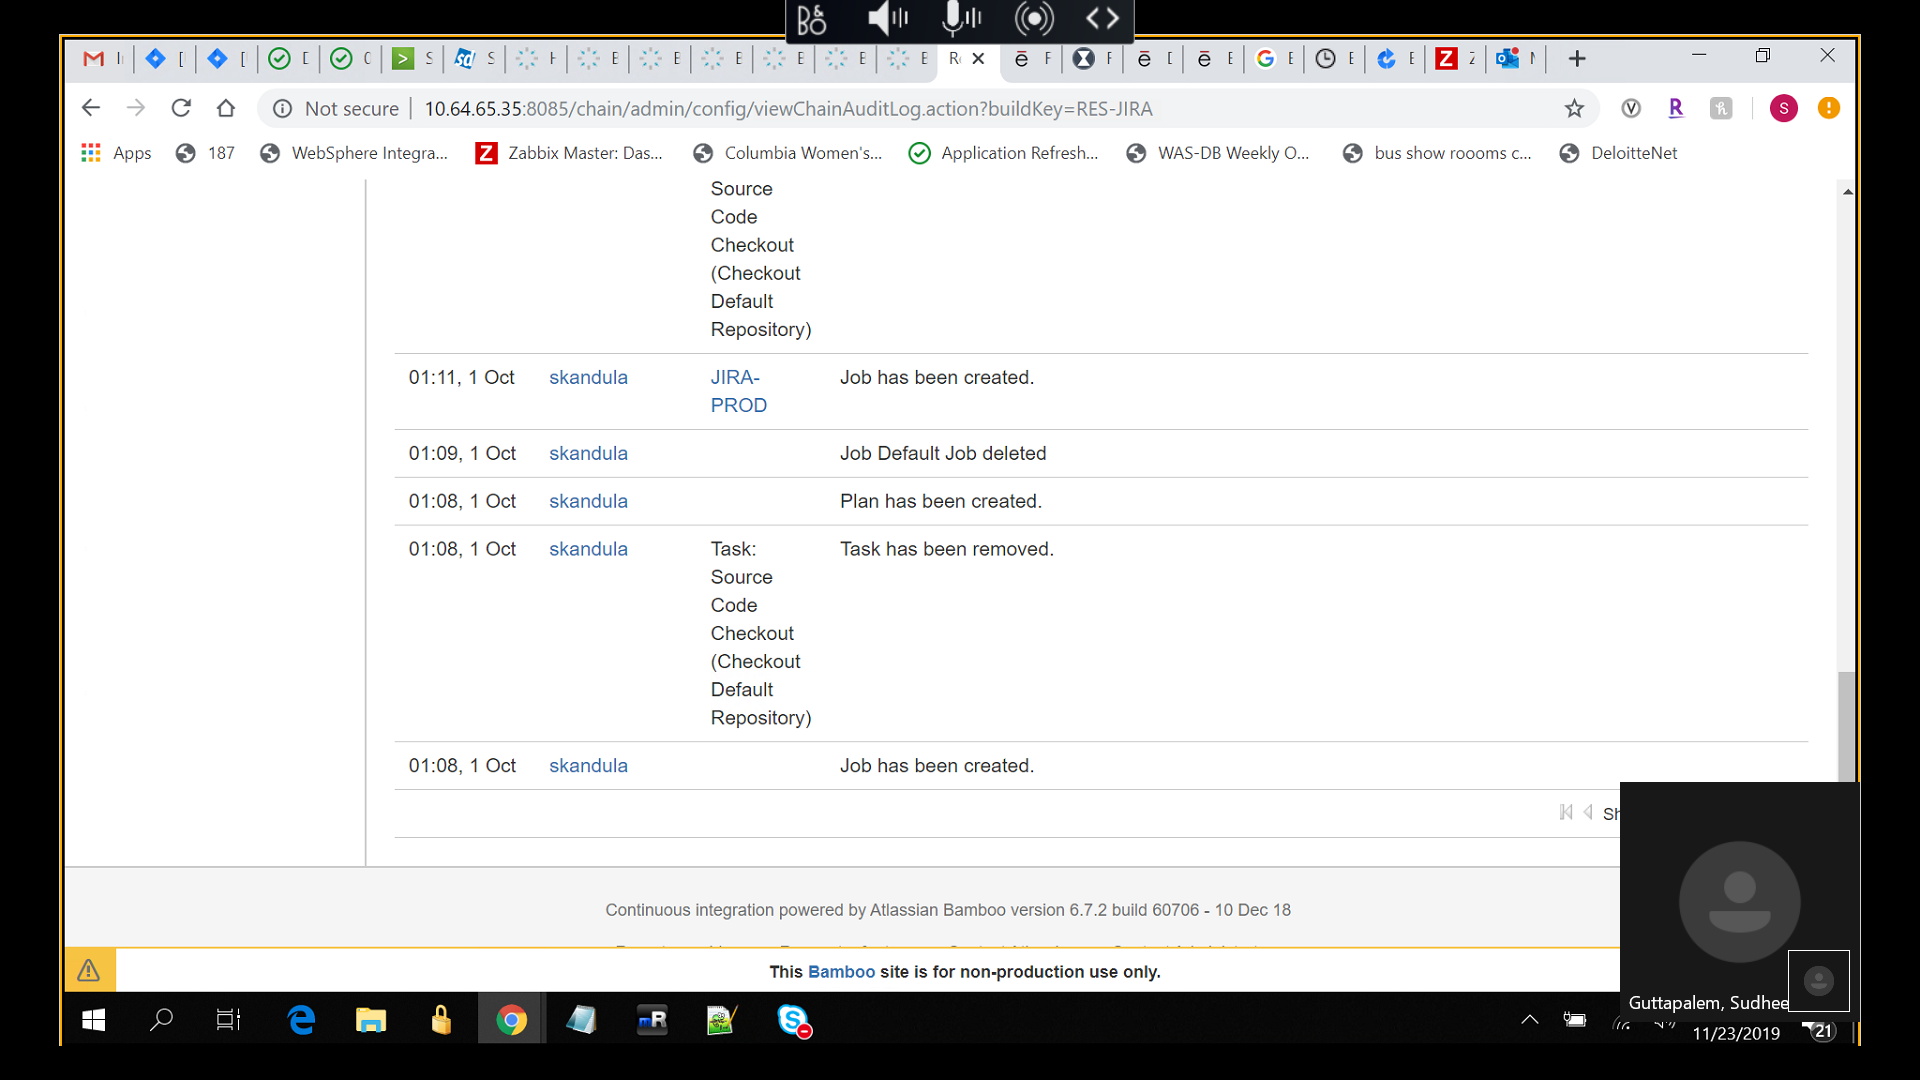 B&O
Not secure
10.64.65.35:8085/chain/admin/config/viewChainAuditLog.action?buildKey=RES-JIRA
Apps
187
WebSphere Integra...
Zabbix Master: Das...
Columbia Women's...
Application Refresh...
WAS-DB Weekly O...
bus show roooms c...
DeloitteNet
Source
Code
Checkout
(Checkout
Default
Repository)
01:11, 1 Oct skandula JIRA- Job has been created.
PROD
01:09, 1 Oct skandula Job Default Job deleted
01:08, 1 Oct skandula Plan has been created.
01:08, 1 Oct skandula Task: Task has been removed.
Source
Code
Checkout
(Checkout
Default
Repository)
01:08, 1 Oct skandula Job has been created.
Continuous integration powered by Atlassian Bamboo version 6.7.2 build 60706 - 10 Dec 18
This Bamboo site is for non-production use only.
Guttapalem, Sudhee
11/23/2019
21